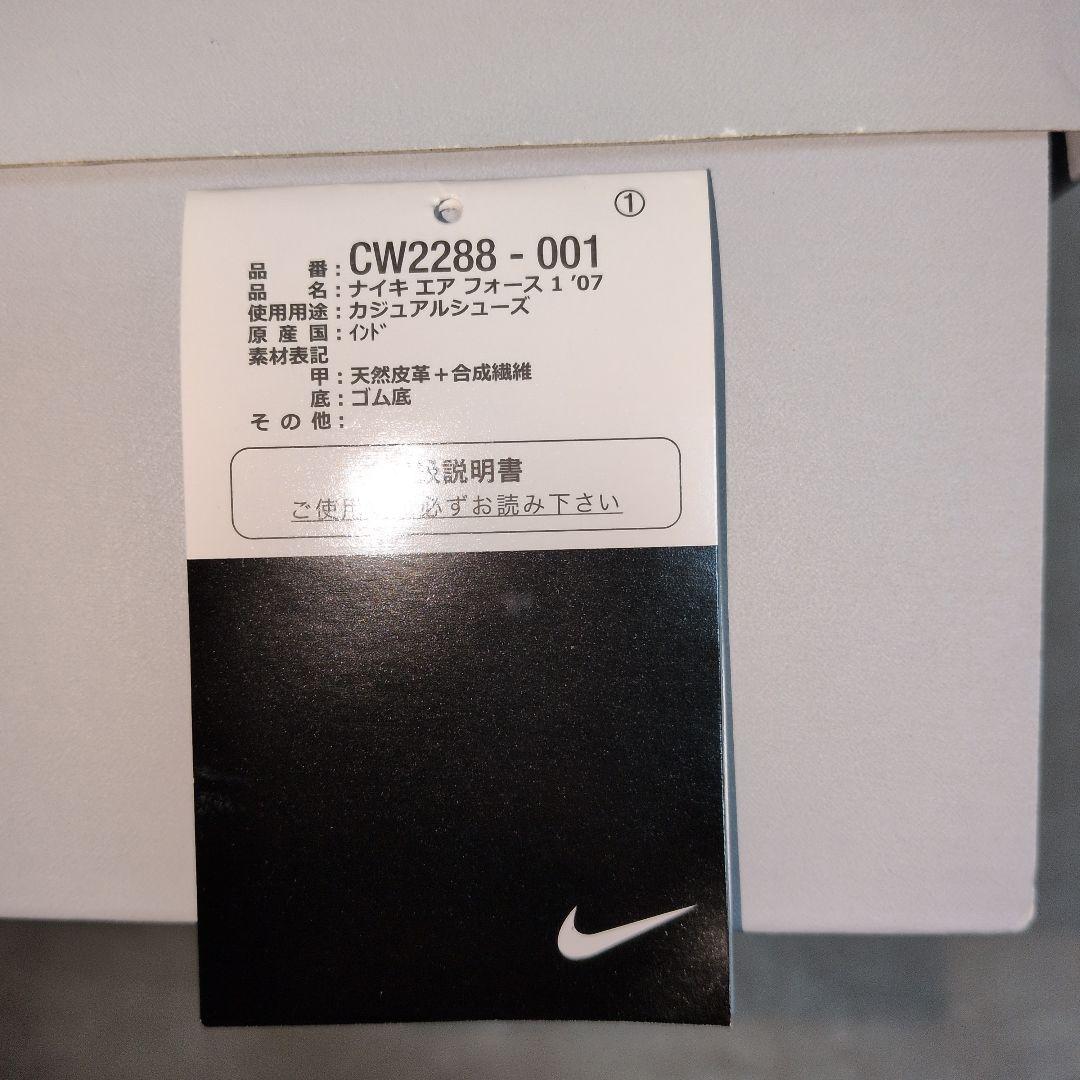 ①
品番：CW2288 - 001
品名：ナイキ エア フォース 1 '07
使用用途：カジュアルシューズ
原産国：ｲﾝﾄﾞ
素材表記
甲：天然皮革＋合成繊維
底：ゴム底
その他：
扱説明書
ご使用 必ずお読み下さい